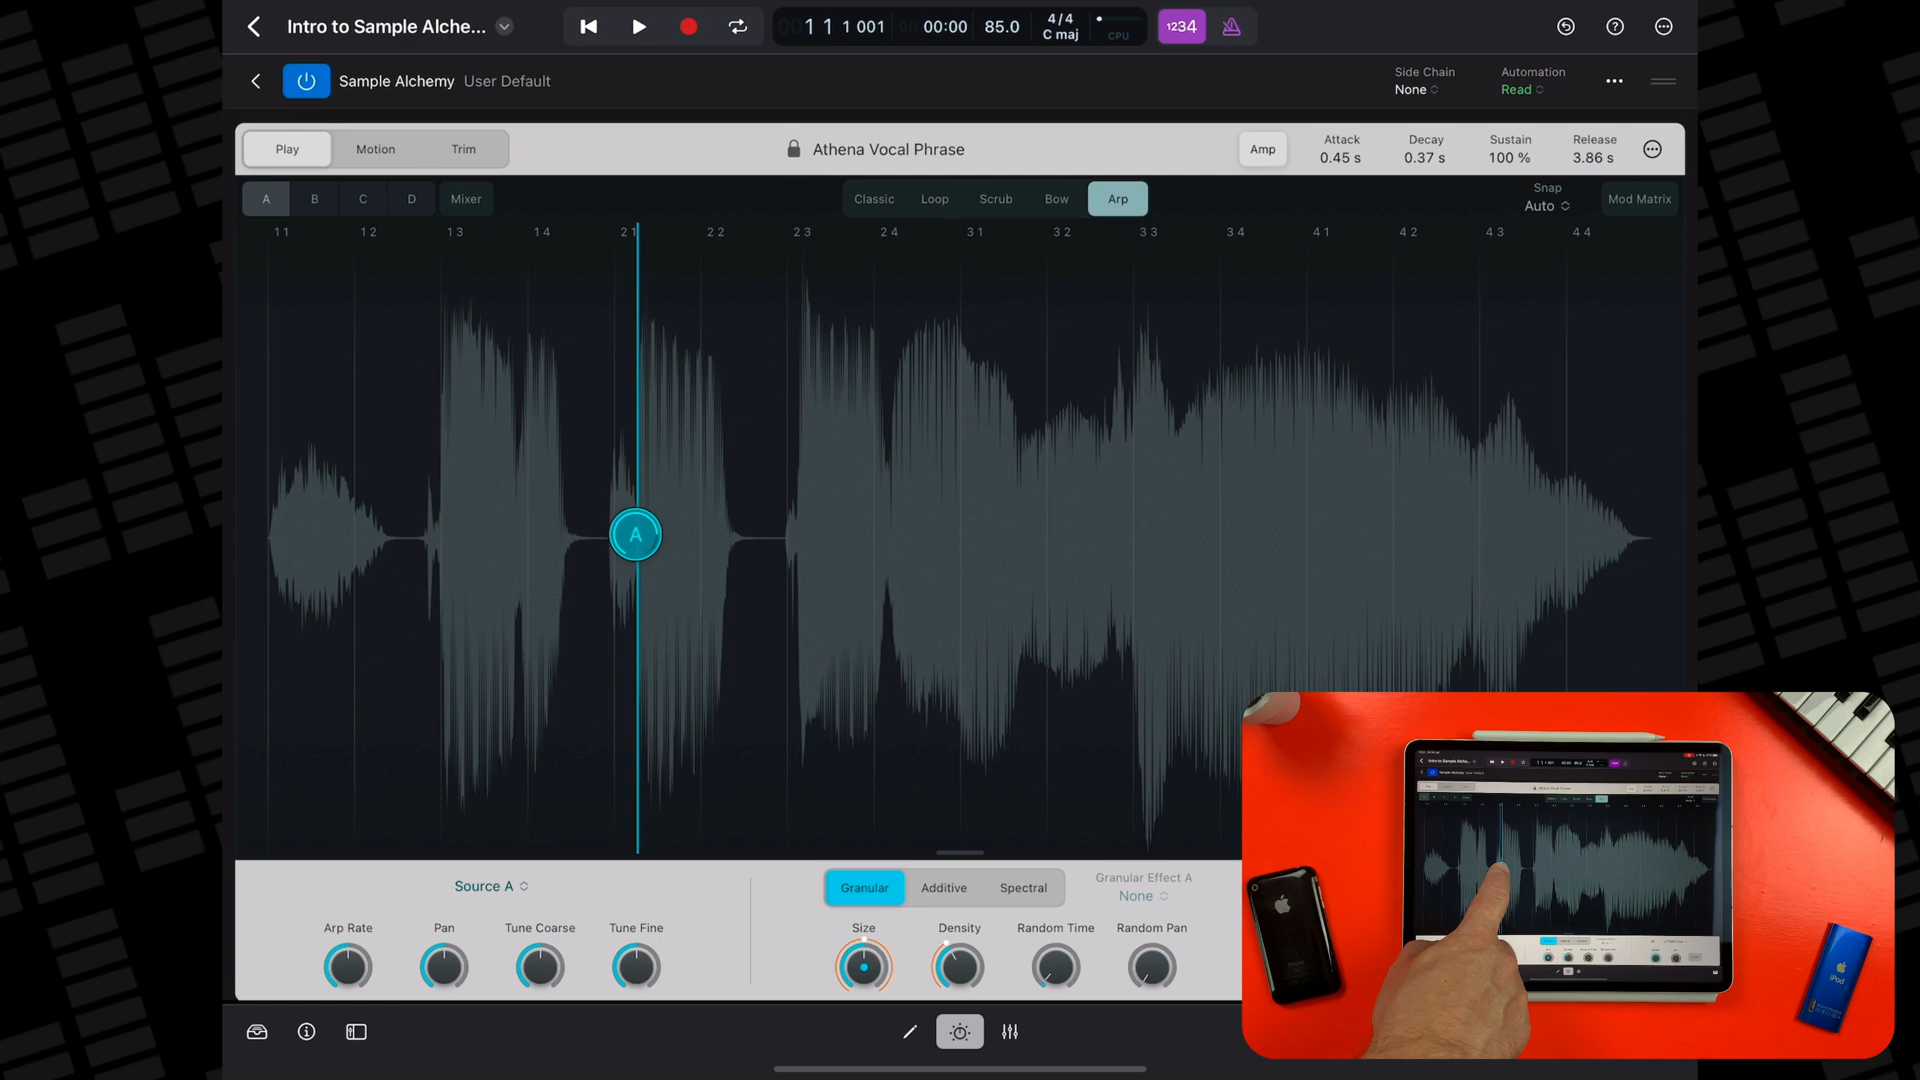 Intro to Sample Alche...
1 1 1 001
00:00
85.0
4/4
C maj
CPU
1234
Sample Alchemy User Default
Side Chain
None
Automation
Read
Play
Motion
Trim
Athena Vocal Phrase
Amp
Attack
0.45 s
Decay
0.37 s
Sustain
100 %
Release
3.86 s
A
B
C
D
Mixer
Classic
Loop
Scrub
Bow
Arp
Snap
Auto
Mod Matrix
1 1
1 2
1 3
1 4
2 1
2 2
2 3
2 4
3 1
3 2
3 3
3 4
4 1
4 2
4 3
4 4
A
Source A
Arp Rate
Pan
Tune Coarse
Tune Fine
Granular
Additive
Spectral
Granular Effect A
None
Size
Density
Random Time
Random Pan
iPod